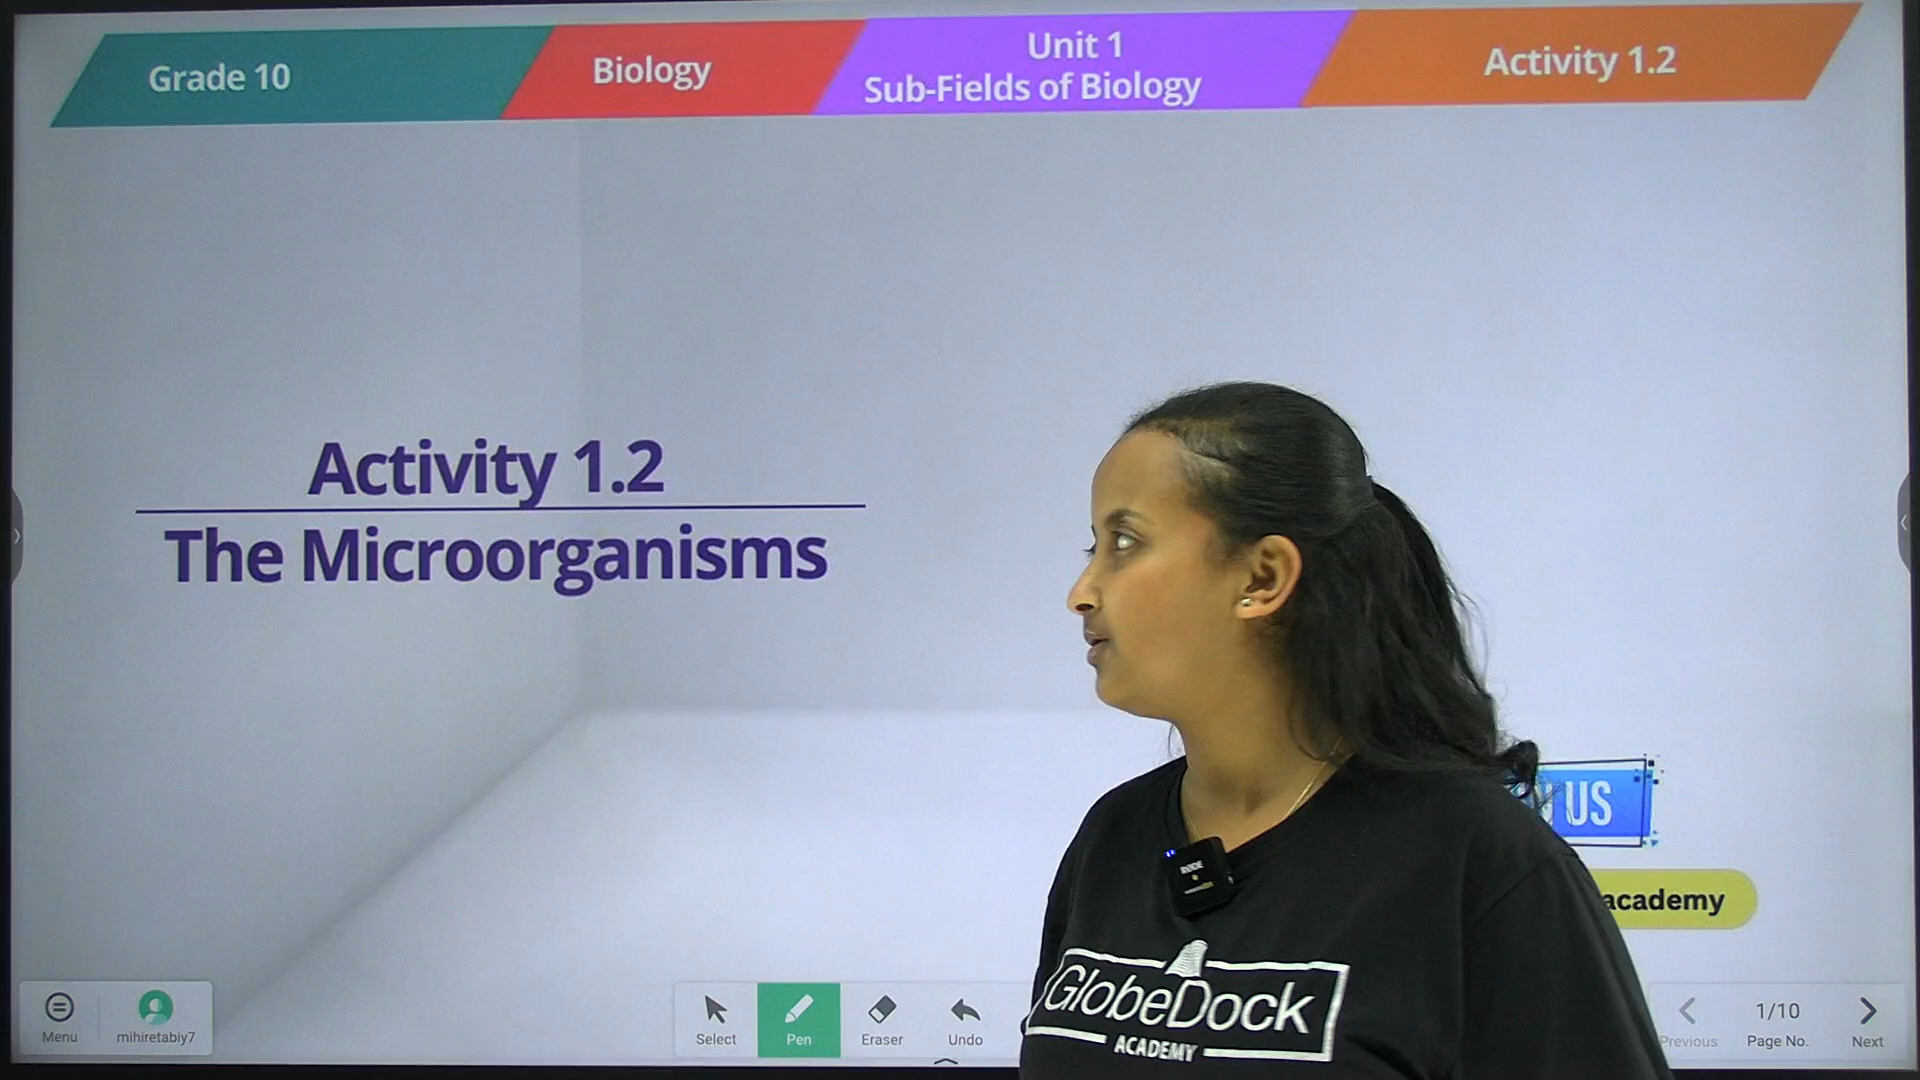 Grade 10
Biology
Unit 1
Sub-Fields of Biology
Activity 1.2
Activity 1.2
The Microorganisms
US
academy
GlobeDock
ACADEMY
RODE
Menu
mihiretabiy7
Select
Pen
Eraser
Undo
Previous
1/10
Page No.
Next